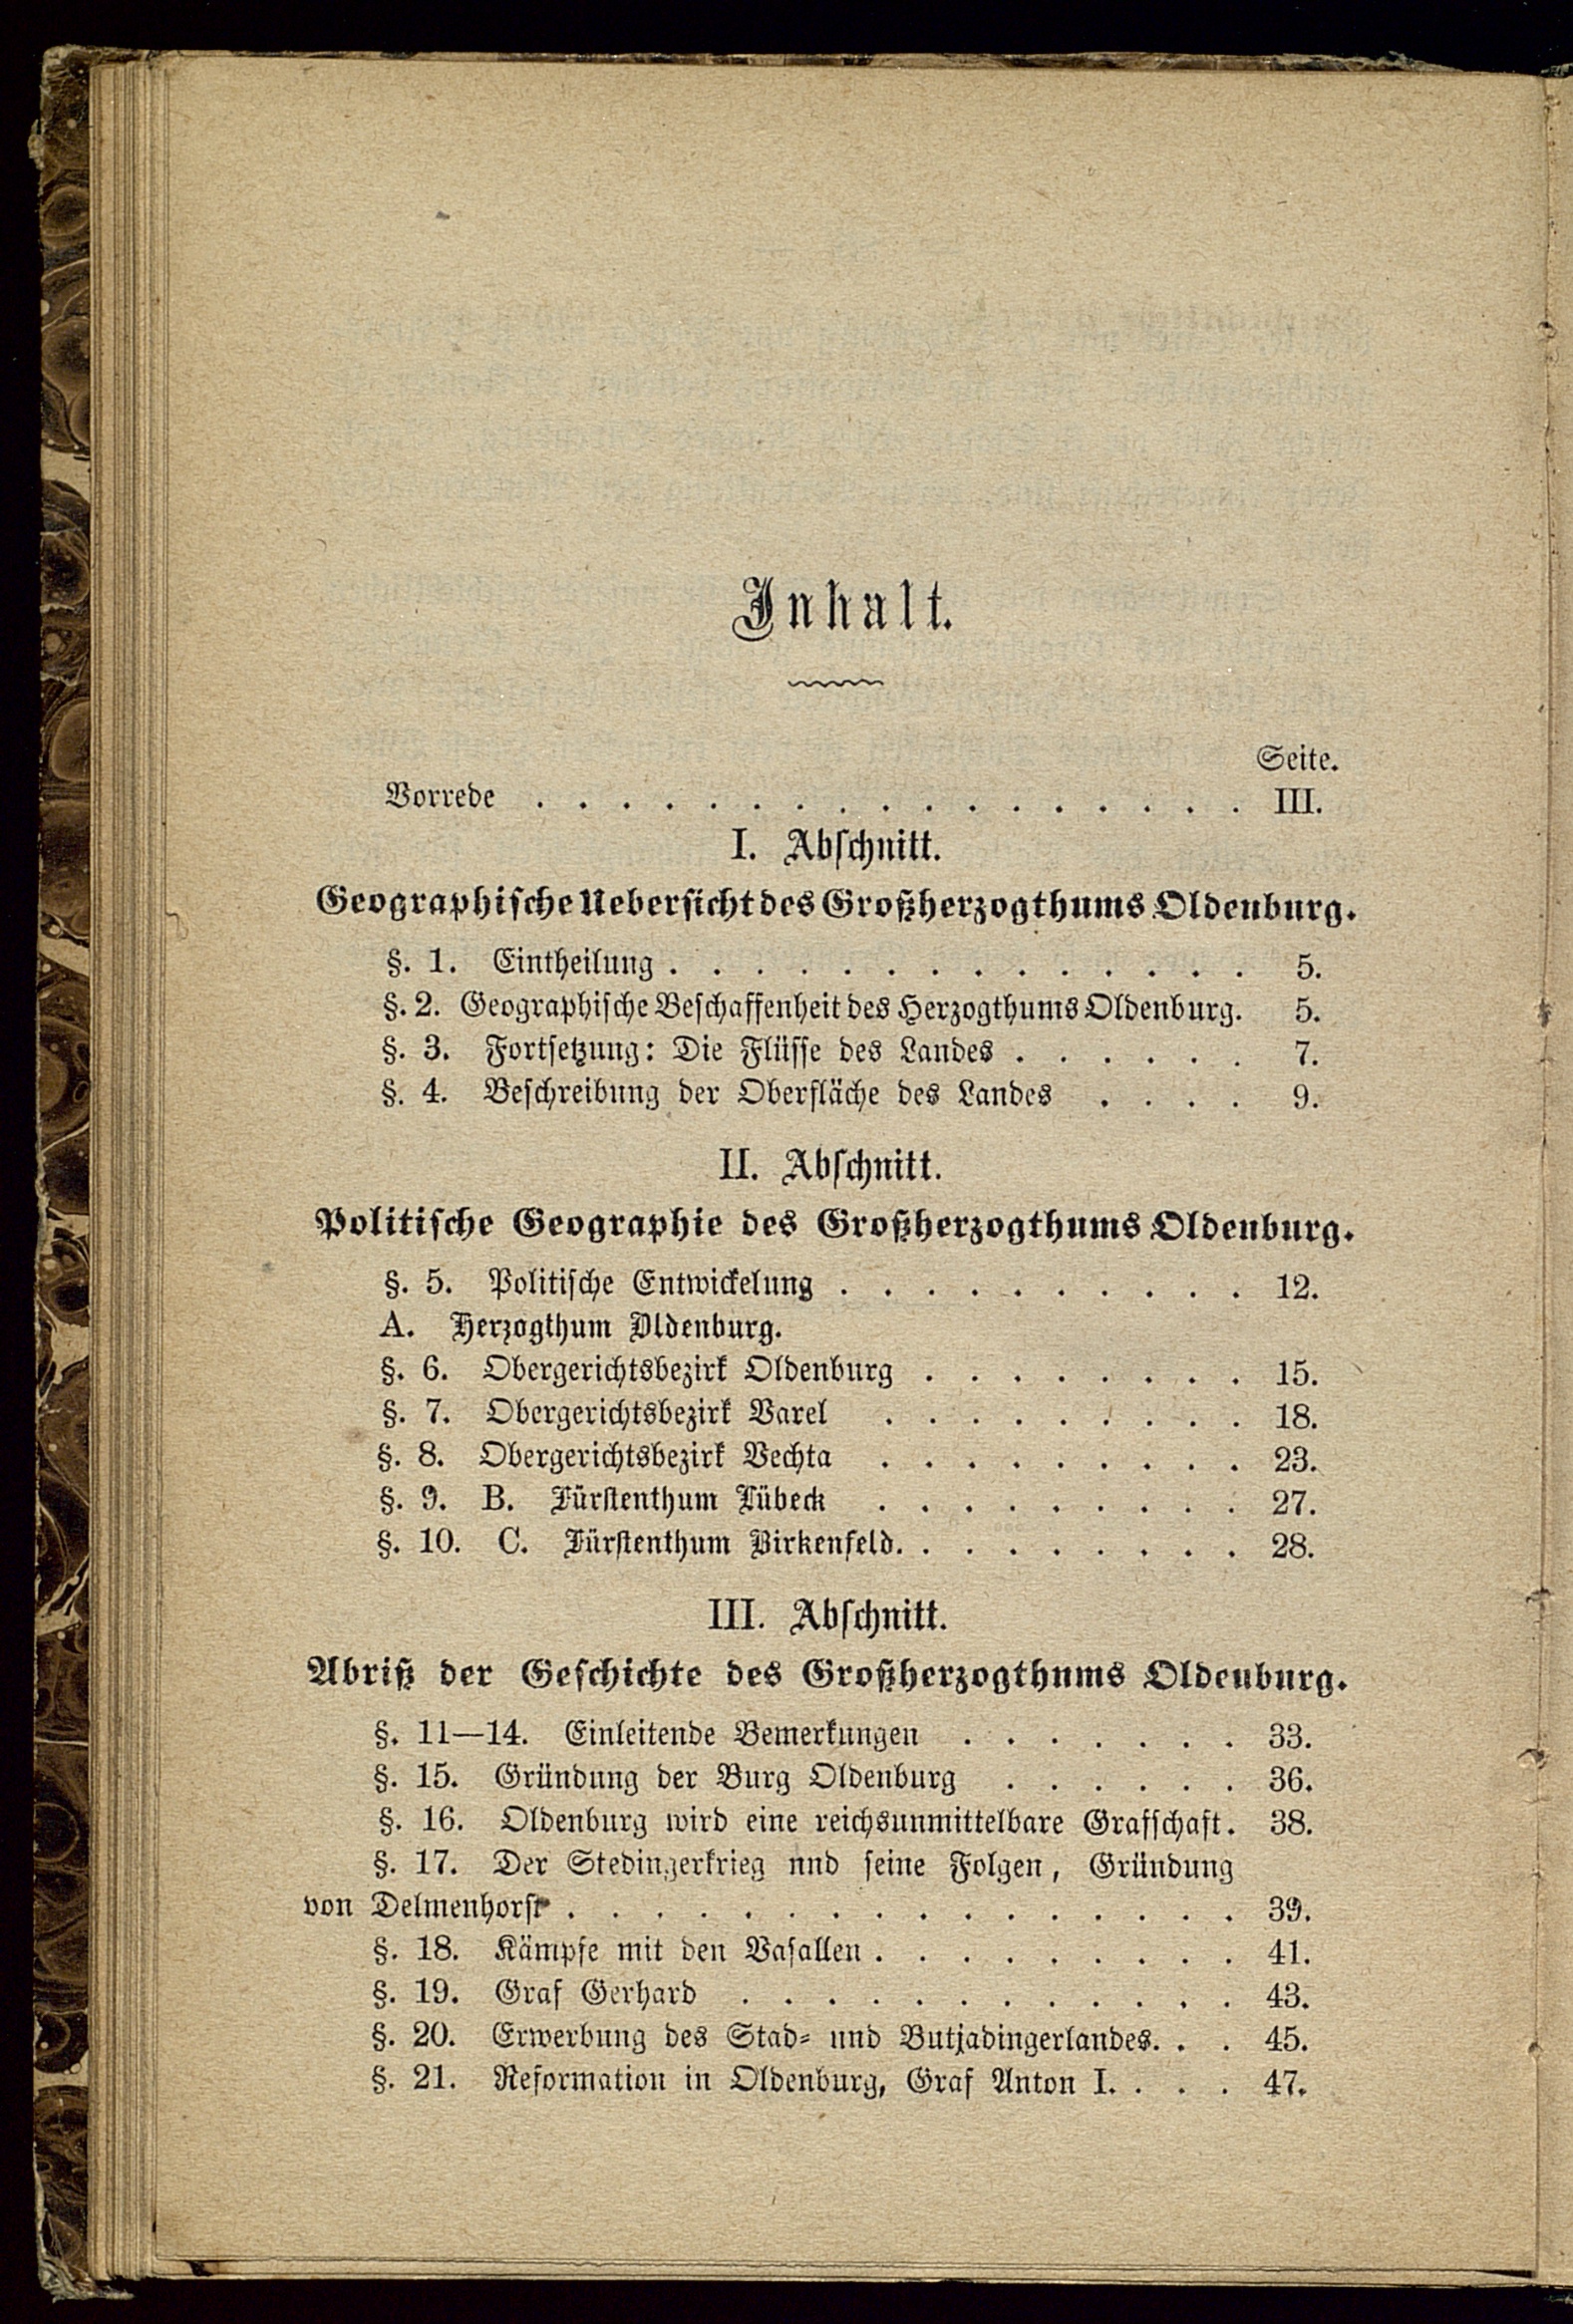 Inhalt.
Seite.
Vorrede . . . . . . . . . . . . . . . . . III.
I. Abschnitt.
Geographische Uebersicht des Großherzogthums Oldenburg.
§. 1. Eintheilung . . . . . . . . . . . . . . 5.
§. 2. Geographische Beschaffenheit des Herzogthums Oldenburg. 5.
§. 3. Fortsetzung: Die Flüsse des Landes . . . . . . 7.
§. 4. Beschreibung der Oberfläche des Landes . . . . 9.
II. Abschnitt.
Politische Geographie des Großherzogthums Oldenburg.
§. 5. Politische Entwickelung . . . . . . . . . . 12.
A. Herzogthum Oldenburg.
§. 6. Obergerichtsbezirk Oldenburg . . . . . . . . 15.
§. 7. Obergerichtsbezirk Varel . . . . . . . . . 18.
§. 8. Obergerichtsbezirk Vechta . . . . . . . . . 23.
§. 9. B. Fürstenthum Lübeck . . . . . . . . . 27.
§. 10. C. Fürstenthum Birkenfeld. . . . . . . . . 28.
III. Abschnitt.
Abriß der Geschichte des Großherzogthums Oldenburg.
§. 11—14. Einleitende Bemerkungen . . . . . . . 33.
§. 15. Gründung der Burg Oldenburg . . . . . . 36.
§. 16. Oldenburg wird eine reichsunmittelbare Grafschaft. 38.
§. 17. Der Stedingerkrieg nnd seine Folgen, Gründung
von Delmenhorst . . . . . . . . . . . . . . . . 39.
§. 18. Kämpfe mit den Vasallen . . . . . . . . . 41.
§. 19. Graf Gerhard . . . . . . . . . . . . 43.
§. 20. Erwerbung des Stad- und Butjadingerlandes. . . 45.
§. 21. Reformation in Oldenburg, Graf Anton I. . . . 47.